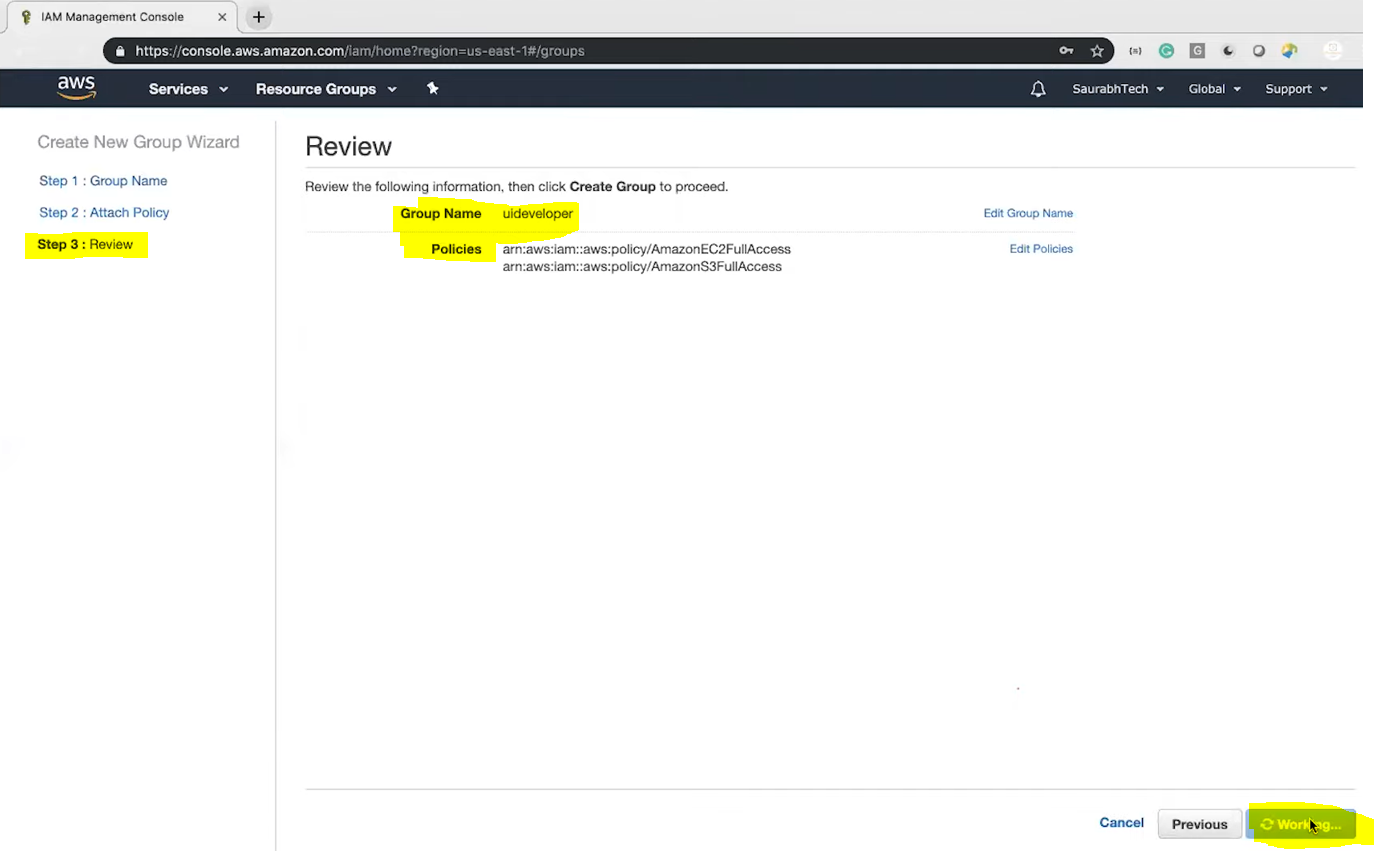 IAM Management Console
https://console.aws.amazon.com/iam/home?region=us-east-1#/groups
aws Services Resource Groups SaurabhTech Global Support
Create New Group Wizard
Step 1 : Group Name
Step 2 : Attach Policy
Step 3 : Review
Review
Review the following information, then click Create Group to proceed.
Group Name uideveloper Edit Group Name
Policies arn:aws:iam::aws:policy/AmazonEC2FullAccess Edit Policies
arn:aws:iam::aws:policy/AmazonS3FullAccess
Cancel Previous Working...